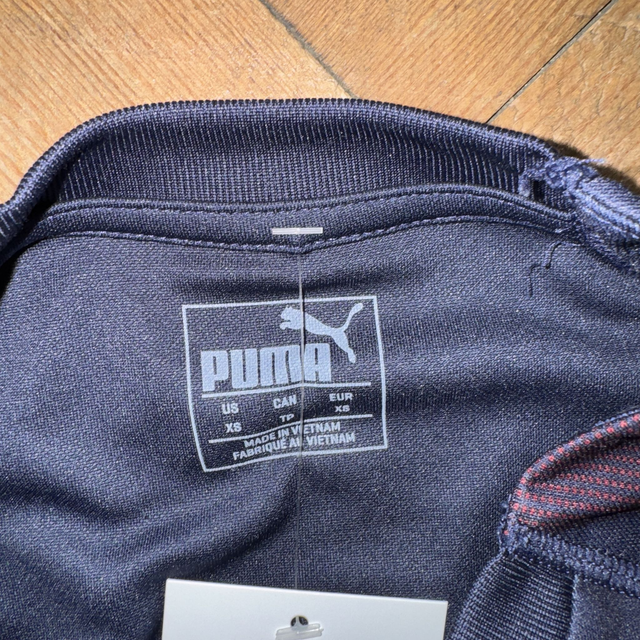 PUMA
US CAN EUR
XS TP XS
MADE IN VIETNAM
FABRIQUÉ AU VIETNAM